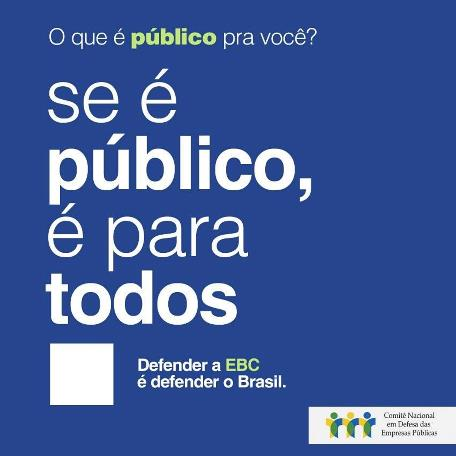 O que é público pra você?
se é
público,
é para
todos
Defender a EBC
é defender o Brasil.
Comitê Nacional
em Defesa das
Empresas Públicas